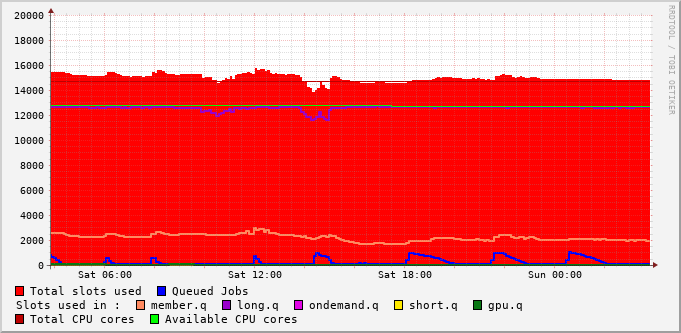 20000
18000
16000
14000
12000
10000
8000
6000
4000
2000
0
Sat 06:00 Sat 12:00 Sat 18:00 Sun 00:00
RRDTOOL / TOBI OETIKER
Total slots used Queued Jobs
Slots used in : member.q long.q ondemand.q short.q gpu.q
Total CPU cores Available CPU cores